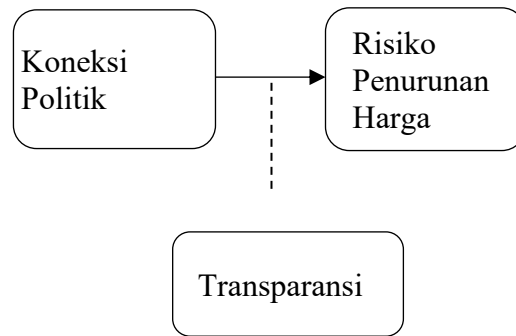 Koneksi
Politik
Risiko
Penurunan
Harga
Transparansi